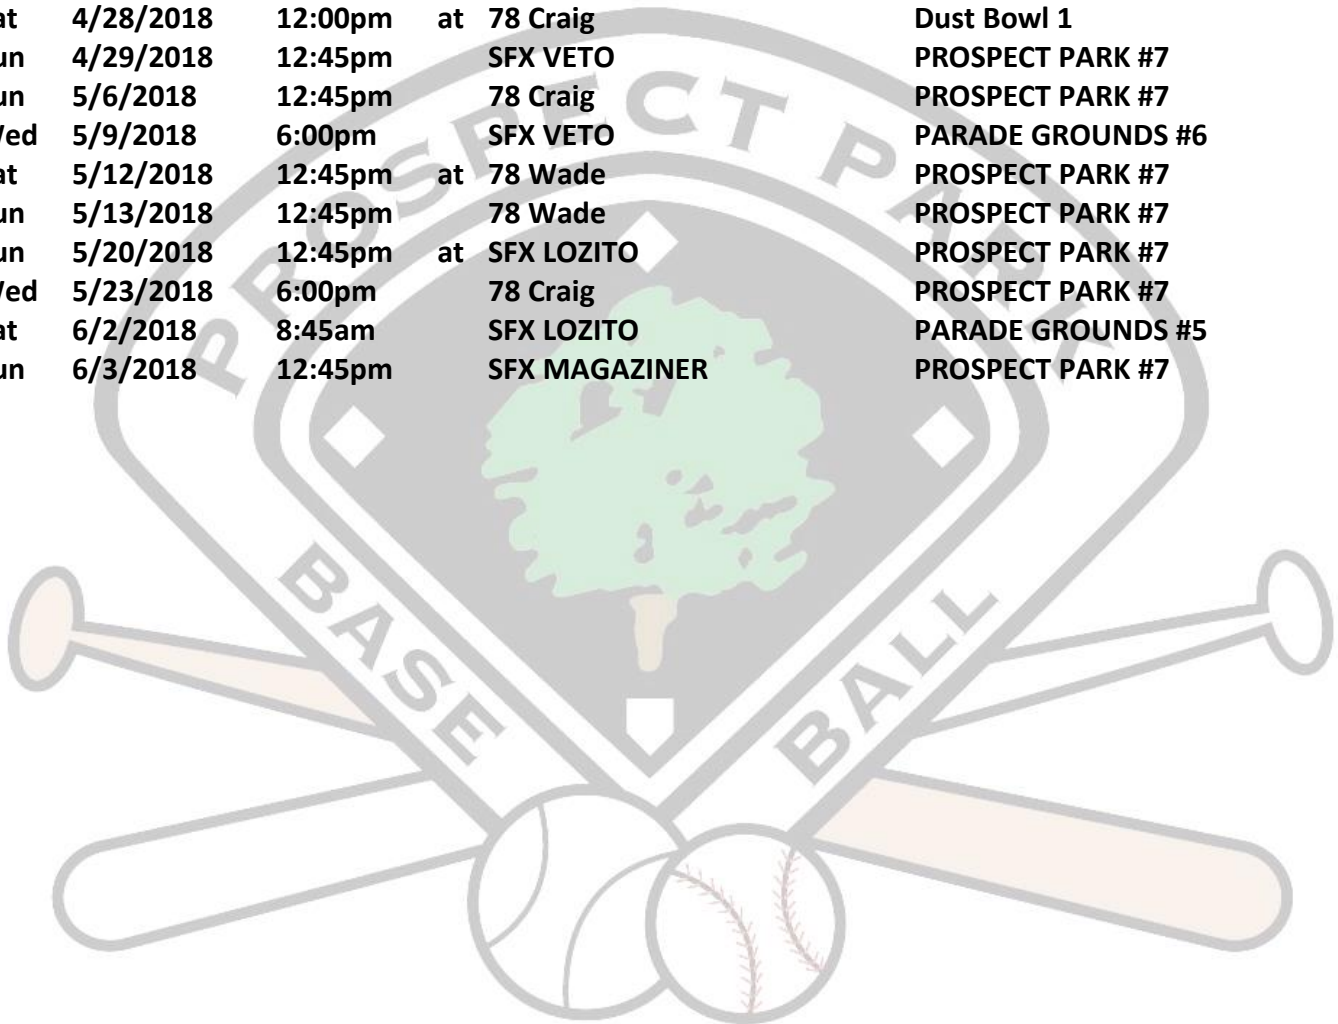 at 4/28/2018 12:00pm at 78 Craig Dust Bowl 1
un 4/29/2018 12:45pm SFX VETO PROSPECT PARK #7
un 5/6/2018 12:45pm 78 Craig PROSPECT PARK #7
Wed 5/9/2018 6:00pm SFX VETO PARADE GROUNDS #6
at 5/12/2018 12:45pm at 78 Wade PROSPECT PARK #7
un 5/13/2018 12:45pm 78 Wade PROSPECT PARK #7
un 5/20/2018 12:45pm at SFX LOZITO PROSPECT PARK #7
Wed 5/23/2018 6:00pm 78 Craig PROSPECT PARK #7
at 6/2/2018 8:45am SFX LOZITO PARADE GROUNDS #5
un 6/3/2018 12:45pm SFX MAGAZINER PROSPECT PARK #7
PROSPECT PARK
BASE BALL